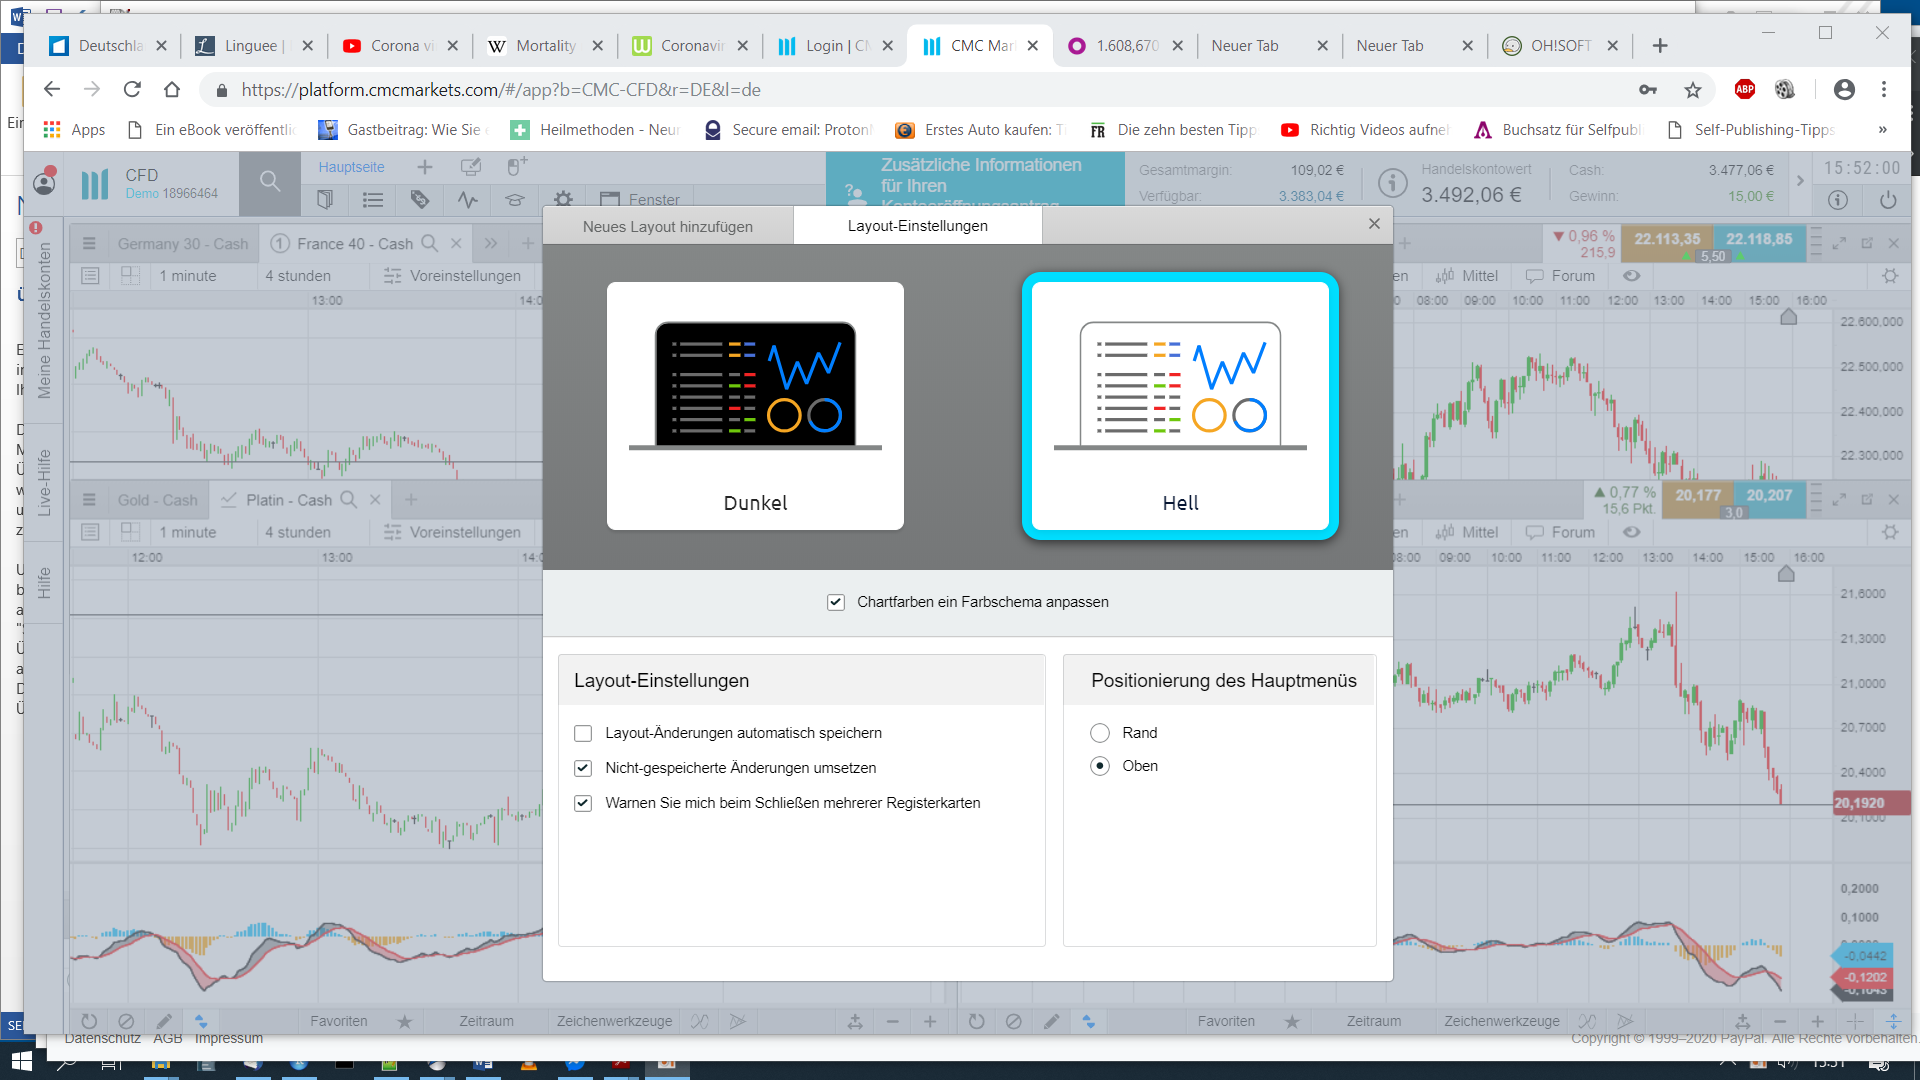 Deutschla
Linguee |
Corona vi
Mortality
Coronavir
Login | CM
CMC Mar
1.608,670
Neuer Tab
Neuer Tab
OH!SOFT
https://platform.cmcmarkets.com/#/app?b=CMC-CFD&r=DE&l=de
ABP
Apps
Ein eBook veröffentli
Gastbeitrag: Wie Sie
Heilmethoden - Neur
Secure email: ProtonM
Erstes Auto kaufen: T
FR
Die zehn besten Tipp
Richtig Videos aufneh
Buchsatz für Selfpubl
Self-Publishing-Tipps
»
CFD
Demo 18966464
Hauptseite
Fenster
Zusätzliche Informationen
für Ihren
Kontoeröffnungsantrag
Gesamtmargin: 109,02 €
Verfügbar: 3.383,04 €
Handelskontowert
3.492,06 €
Cash: 3.477,06 €
Gewinn: 15,00 €
15:52:00
Meine Handelskonten
Live-Hilfe
Hilfe
Germany 30 - Cash
1 France 40 - Cash
1 minute
4 stunden
Voreinstellungen
13:00
14:0
Neues Layout hinzufügen
Layout-Einstellungen
Dunkel
Hell
Chartfarben ein Farbschema anpassen
Layout-Einstellungen
Layout-Änderungen automatisch speichern
Nicht-gespeicherte Änderungen umsetzen
Warnen Sie mich beim Schließen mehrerer Registerkarten
Positionierung des Hauptmenüs
Rand
Oben
0,96 %
215,9
22.113,35
22.118,85
5,50
en
Mittel
Forum
0 08:00 09:00 10:00 11:00 12:00 13:00 14:00 15:00 16:00
22.600,000
22.500,000
22.400,000
22.300,000
Gold - Cash
Platin - Cash
1 minute
4 stunden
Voreinstellungen
12:00
13:00
14:0
0,77 %
15,6 Pkt.
20,177
20,207
3,0
en
Mittel
Forum
08:00 09:00 10:00 11:00 12:00 13:00 14:00 15:00 16:00
21,6000
21,3000
21,0000
20,7000
20,4000
20,1920
20,1000
0,2000
0,1000
-0,0442
-0,1202
Favoriten
Zeitraum
Zeichenwerkzeuge
Favoriten
Zeitraum
Zeichenwerkzeuge
Datenschutz AGB Impressum
Copyright © 1999–2020 PayPal. Alle Rechte vorbehalten.
15:51